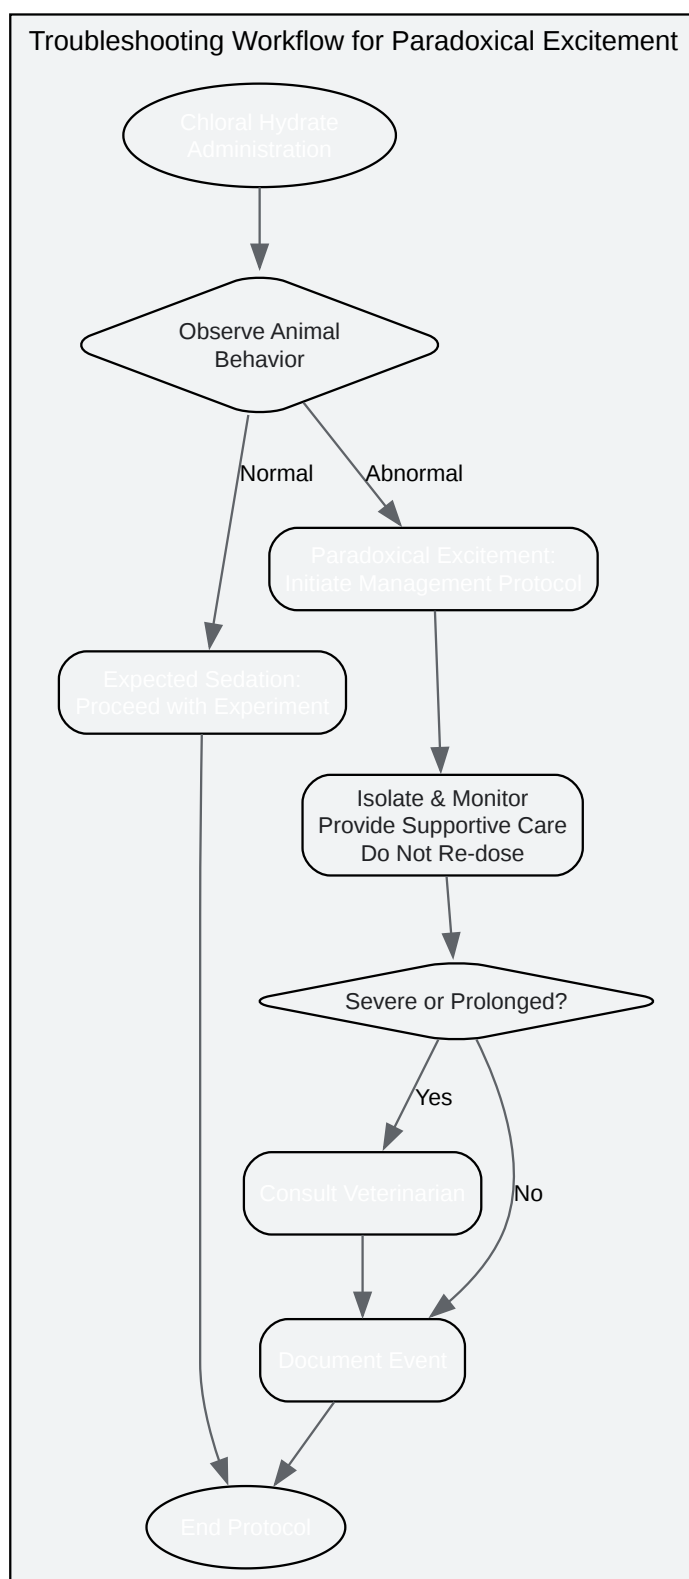 Troubleshooting Workflow for Paradoxical Excitement
Chloral Hydrate
Administration
Observe Animal
Behavior
Normal
Abnormal
Paradoxical Excitement:
Initiate Management Protocol
Expected Sedation:
Proceed with Experiment
Isolate & Monitor
Provide Supportive Care
Do Not Re-dose
Severe or Prolonged?
Yes
No
Consult Veterinarian
Document Event
End Protocol